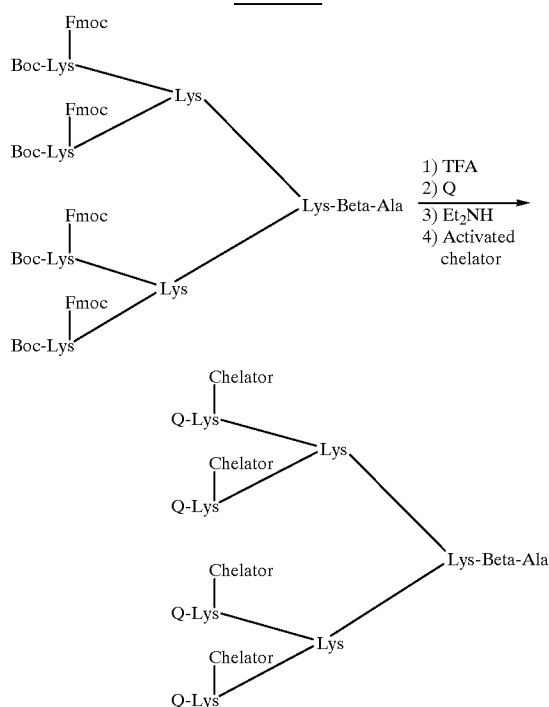 Fmoc
Boc-Lys
Lys
Fmoc
Boc-Lys
Lys-Beta-Ala
1) TFA
2) Q
3) Et₂NH
4) Activated
chelator
Fmoc
Boc-Lys
Lys
Fmoc
Boc-Lys
Chelator
Q-Lys
Lys
Chelator
Q-Lys
Lys-Beta-Ala
Chelator
Q-Lys
Lys
Chelator
Q-Lys